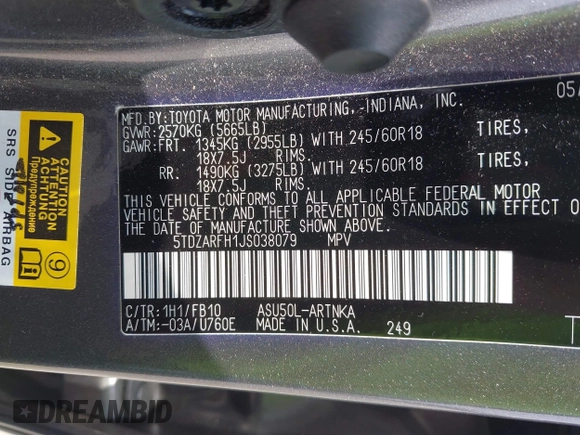 MFD.BY:TOYOTA MOTOR MANUFACTURING,-INDIANA, INC. 05/
GVWR:2570KG (5665LB)
GAWR:FRT. 1345KG (2955LB) WITH 245/60R18 TIRES,
18X7.5J RIMS.
RR. 1490KG (3275LB) WITH 245/60R18 TIRES,
18X7.5J RIMS.
THIS VEHICLE CONFORMS TO ALL APPLICABLE FEDERAL MOTOR
VEHICLE SAFETY AND THEFT PREVENTION STANDARDS IN EFFECT O
THE DATE OF MANUFACTURE SHOWN ABOVE.
5TDZARFH1JS038079 MPV
C/TR:1H1/FB10 ASU50L-ARTNKA
A/TM:-03A/U760E MADE IN U.S.A. 249
CAUTION
ATTENTION
ACHTUNG
Предупреждение
9
SRS SIDE AIRBAG
DREAMBID